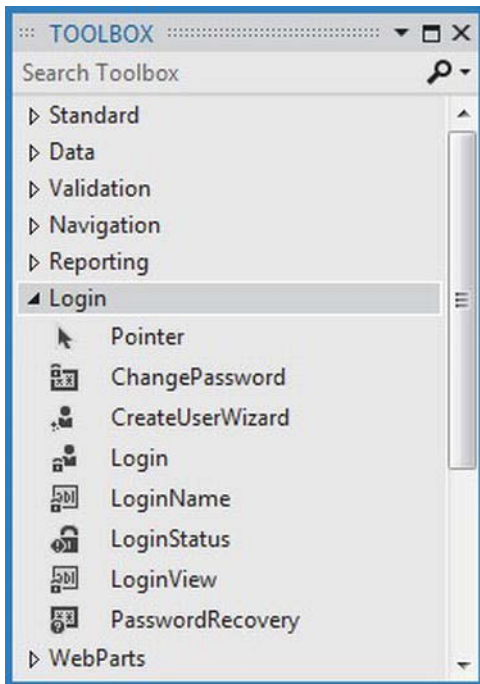 TOOLBOX
Search Toolbox
Standard
Data
Validation
Navigation
Reporting
Login
Pointer
ChangePassword
CreateUserWizard
Login
LoginName
LoginStatus
LoginView
PasswordRecovery
WebParts